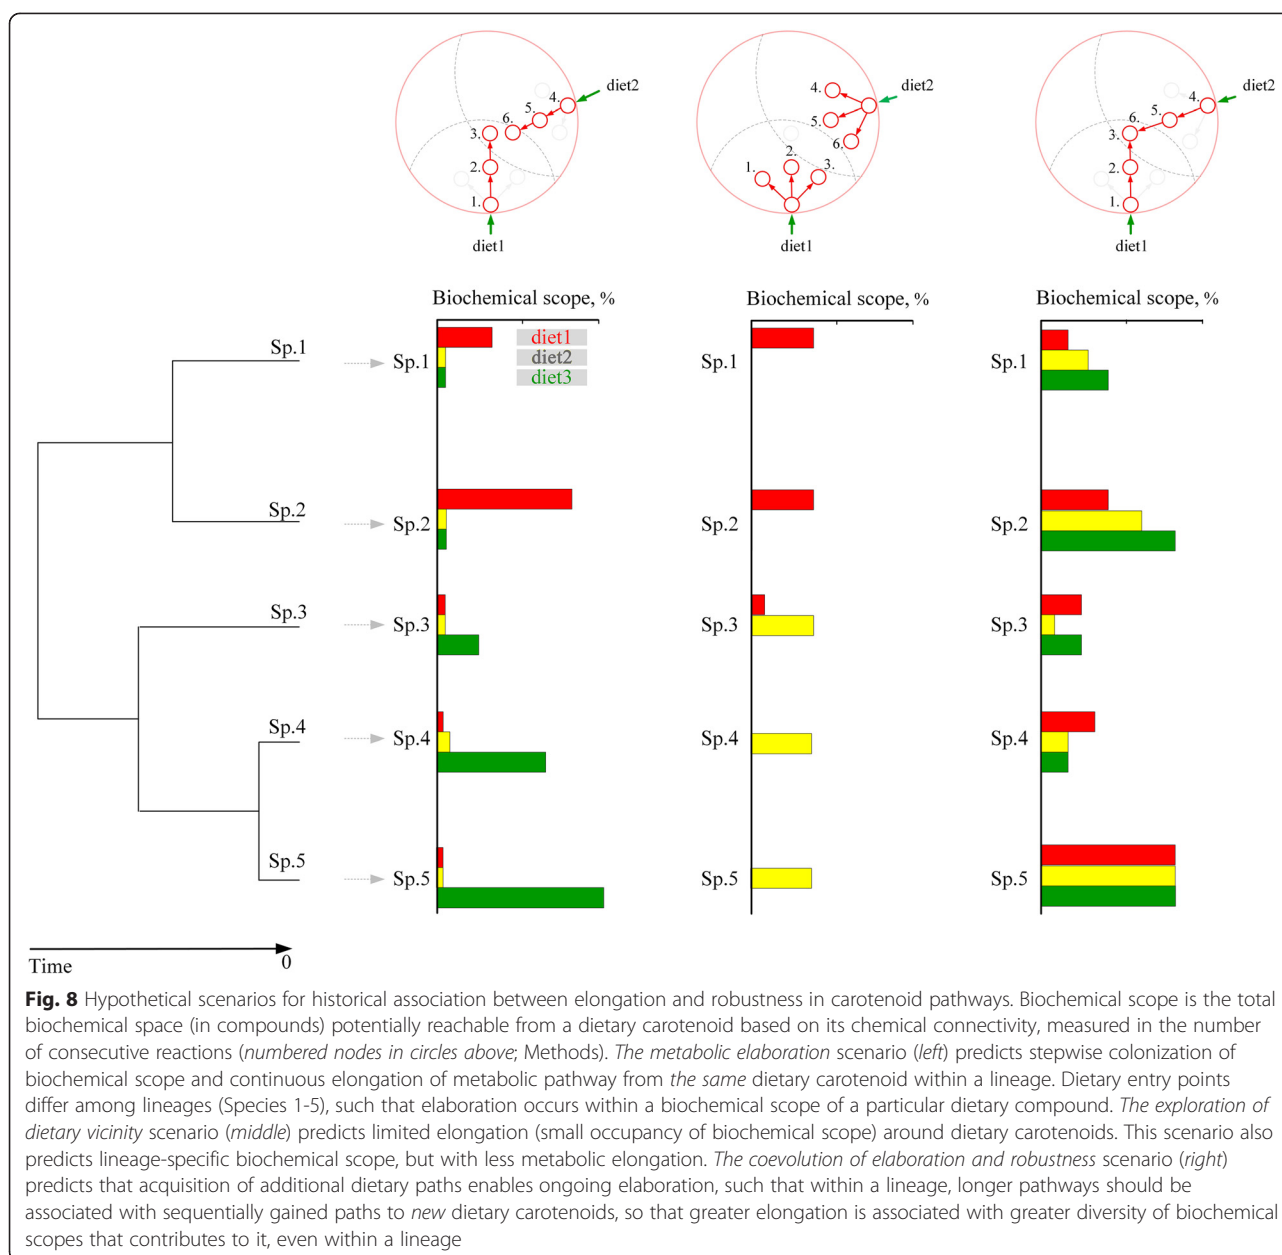 diet2
4.
5.
6.
3.
2.
1.
diet1
diet2
4.
5.
6.
2.
1.
3.
diet1
diet2
4.
5.
6.
3.
2.
1.
diet1
Biochemical scope, %
Biochemical scope, %
Biochemical scope, %
Sp.1
Sp.2
Sp.3
Sp.4
Sp.5
Time
0
Sp.1
diet1
diet2
diet3
Sp.2
Sp.3
Sp.4
Sp.5
Sp.1
Sp.2
Sp.3
Sp.4
Sp.5
Sp.1
Sp.2
Sp.3
Sp.4
Sp.5
Fig. 8 Hypothetical scenarios for historical association between elongation and robustness in carotenoid pathways. Biochemical scope is the total
biochemical space (in compounds) potentially reachable from a dietary carotenoid based on its chemical connectivity, measured in the number
of consecutive reactions (numbered nodes in circles above; Methods). The metabolic elaboration scenario (left) predicts stepwise colonization of
biochemical scope and continuous elongation of metabolic pathway from the same dietary carotenoid within a lineage. Dietary entry points
differ among lineages (Species 1-5), such that elaboration occurs within a biochemical scope of a particular dietary compound. The exploration of
dietary vicinity scenario (middle) predicts limited elongation (small occupancy of biochemical scope) around dietary carotenoids. This scenario also
predicts lineage-specific biochemical scope, but with less metabolic elongation. The coevolution of elaboration and robustness scenario (right)
predicts that acquisition of additional dietary paths enables ongoing elaboration, such that within a lineage, longer pathways should be
associated with sequentially gained paths to new dietary carotenoids, so that greater elongation is associated with greater diversity of biochemical
scopes that contributes to it, even within a lineage